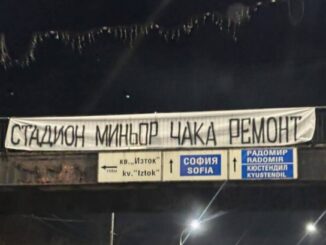 СТАДИОН МИНЬОР ЧАКА РЕМОНТ
кв. „Изток"
kv. "Iztok"
СОФИЯ
SOFIA
РАДОМИР
RADOMIR
КЮСТЕНДИЛ
KYUSTENDIL